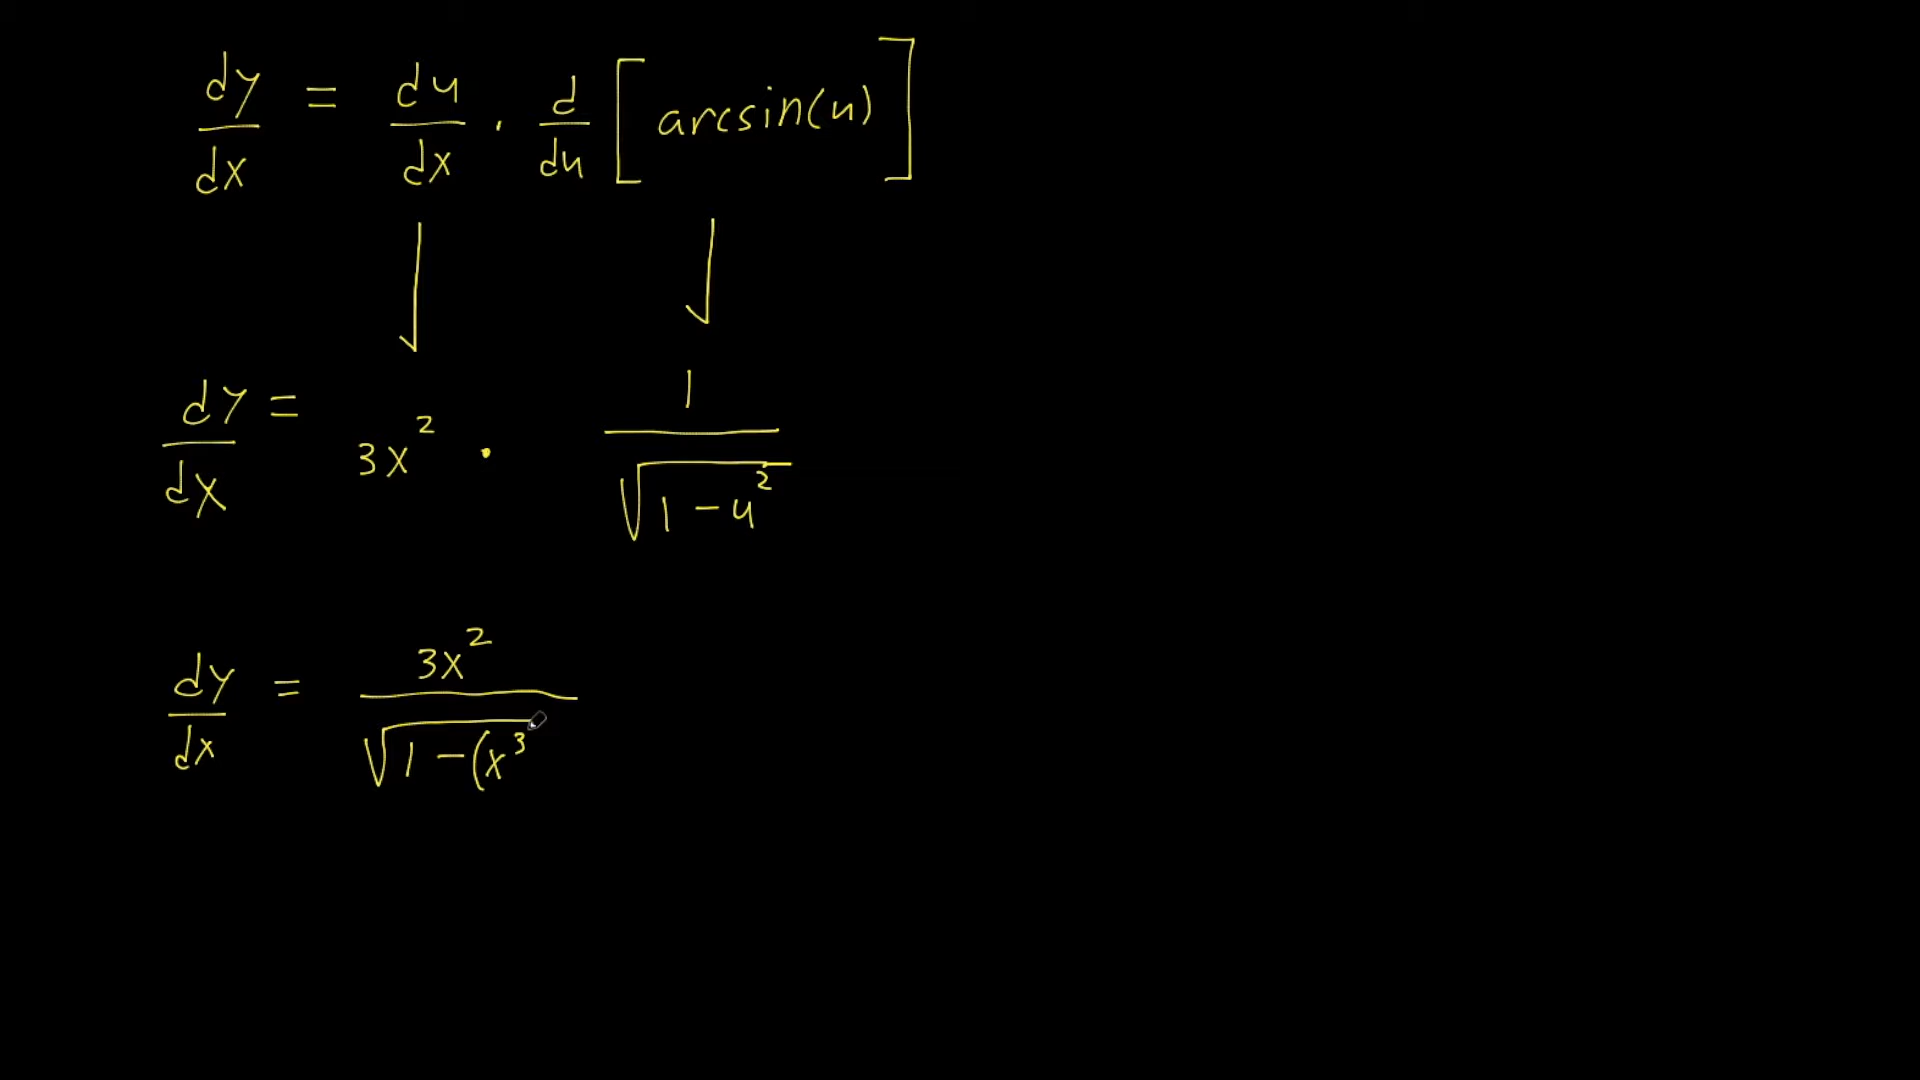 dy/dx = du/dx · d/du [arcsin(u)]
dy/dx = 3x² · 1/√(1-u²)
dy/dx = 3x²/√(1-(x³